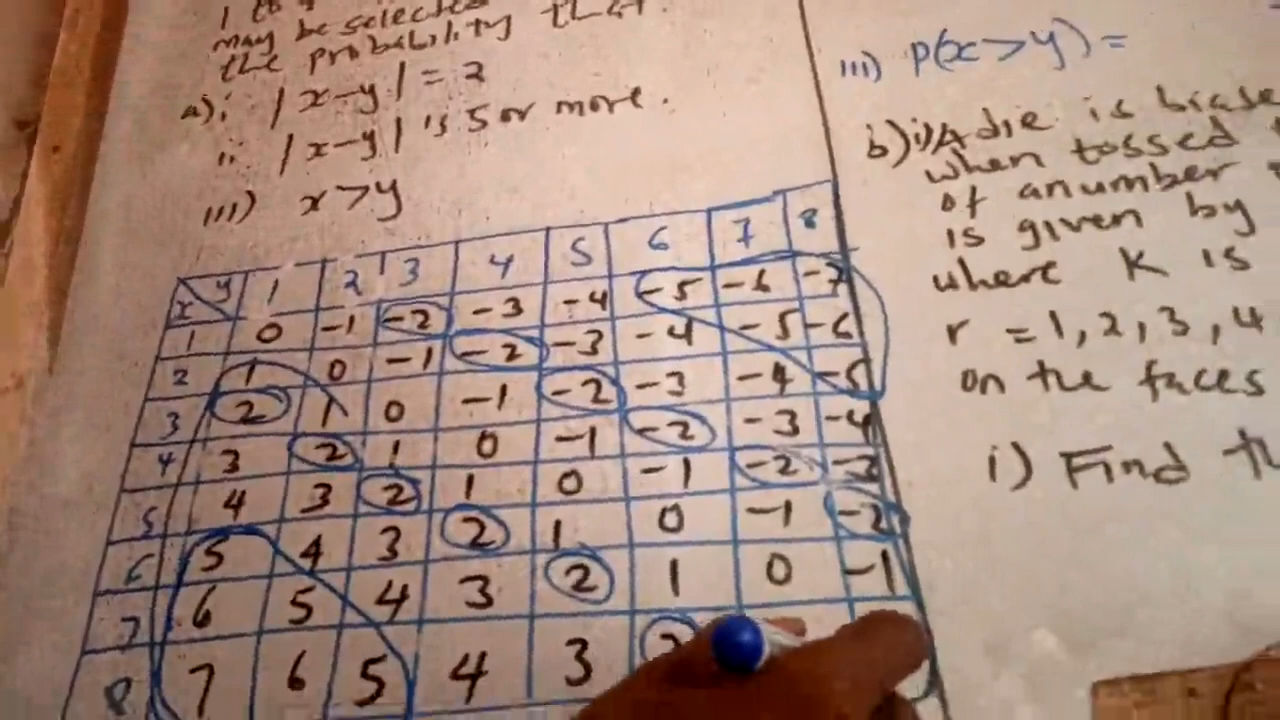 may be selected
the probability that
a)i |x-y| = 2
ii |x-y| is 5 or more.
iii) x>y
x y 1 2 3 4 5 6 7 8
1 0 -1 -2 -3 -4 -5 -6 -7
2 1 0 -1 -2 -3 -4 -5 -6
3 2 1 0 -1 -2 -3 -4 -5
4 3 2 1 0 -1 -2 -3 -4
5 4 3 2 1 0 -1 -2 -3
6 5 4 3 2 1 0 -1 -2
7 6 5 4 3 2 1 0 -1
8 7 6 5 4 3 2
iii) P(x>y)=
b)i)A die is
when tossed
of a number
is given by
where K is
r = 1,2,3,4
on the faces
i) Find